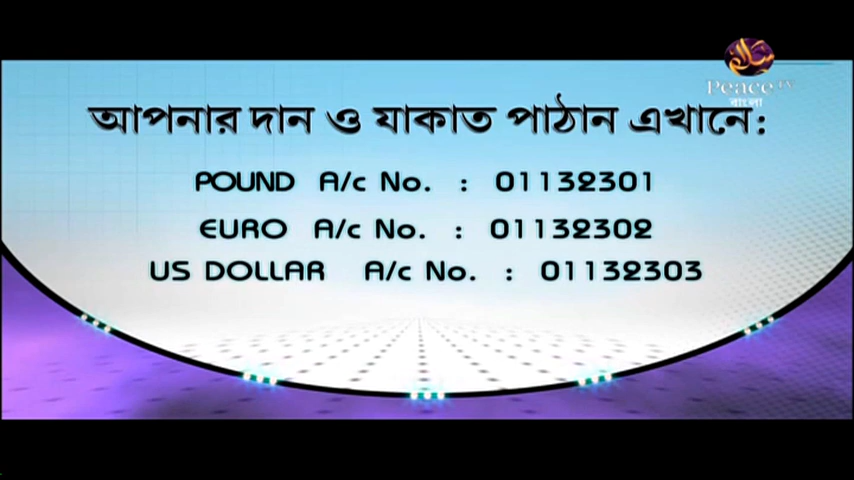 Peace TV
বাংলা
আপনার দান ও যাকাত পাঠান এখানে:
POUND A/c No. : 01132301
EURO A/c No. : 01132302
US DOLLAR A/c No. : 01132303